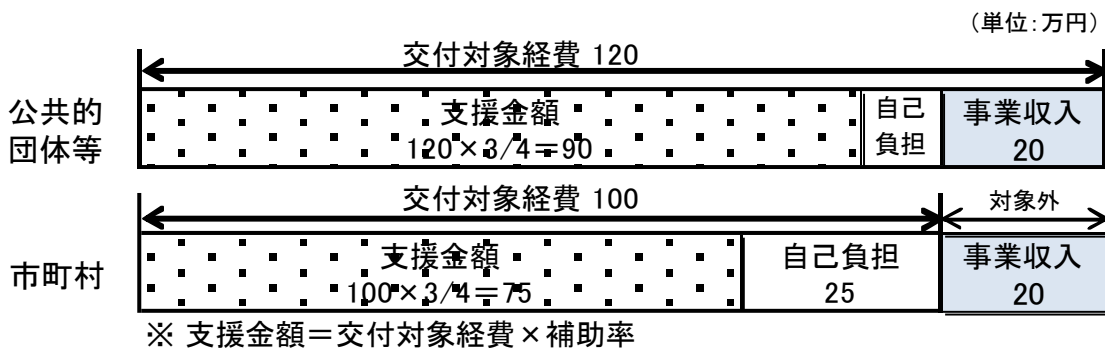 (単位:万円)
交付対象経費 120
公共的
団体等
支援金額
120×3/4=90
自己
負担
事業収入
20
交付対象経費 100
対象外
市町村
支援金額
100×3/4=75
自己負担
25
事業収入
20
※ 支援金額=交付対象経費×補助率